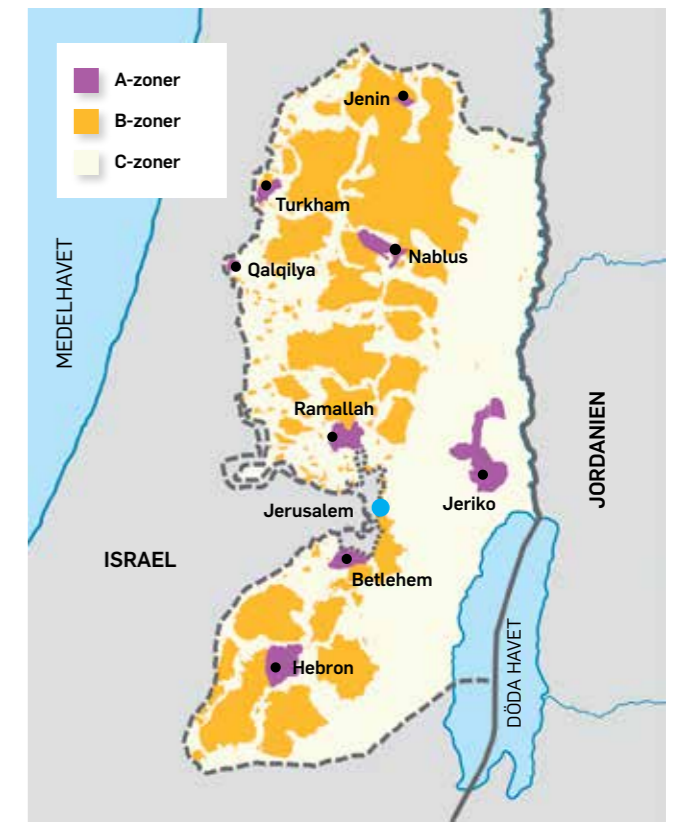 A-zoner
B-zoner
C-zoner
Jenin
Turkham
Nablus
Qalqilya
MEDELHAVET
Ramallah
JORDANIEN
Jeriko
Jerusalem
ISRAEL
Betlehem
Hebron
DÖDA HAVET